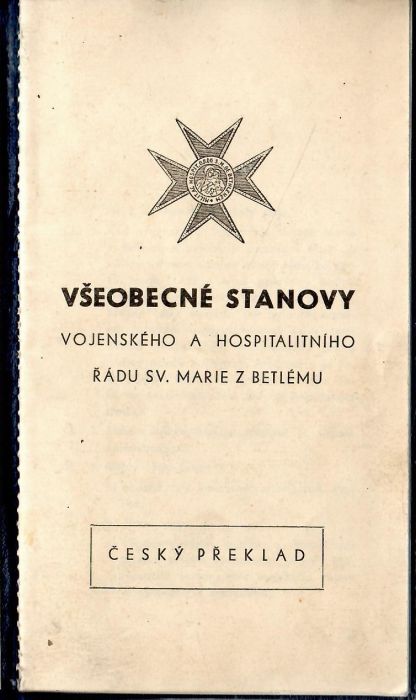 VŠEOBECNÉ STANOVY
VOJENSKÉHO A HOSPITALITNÍHO
ŘÁDU SV. MARIE Z BETLÉMU
ČESKÝ PŘEKLAD